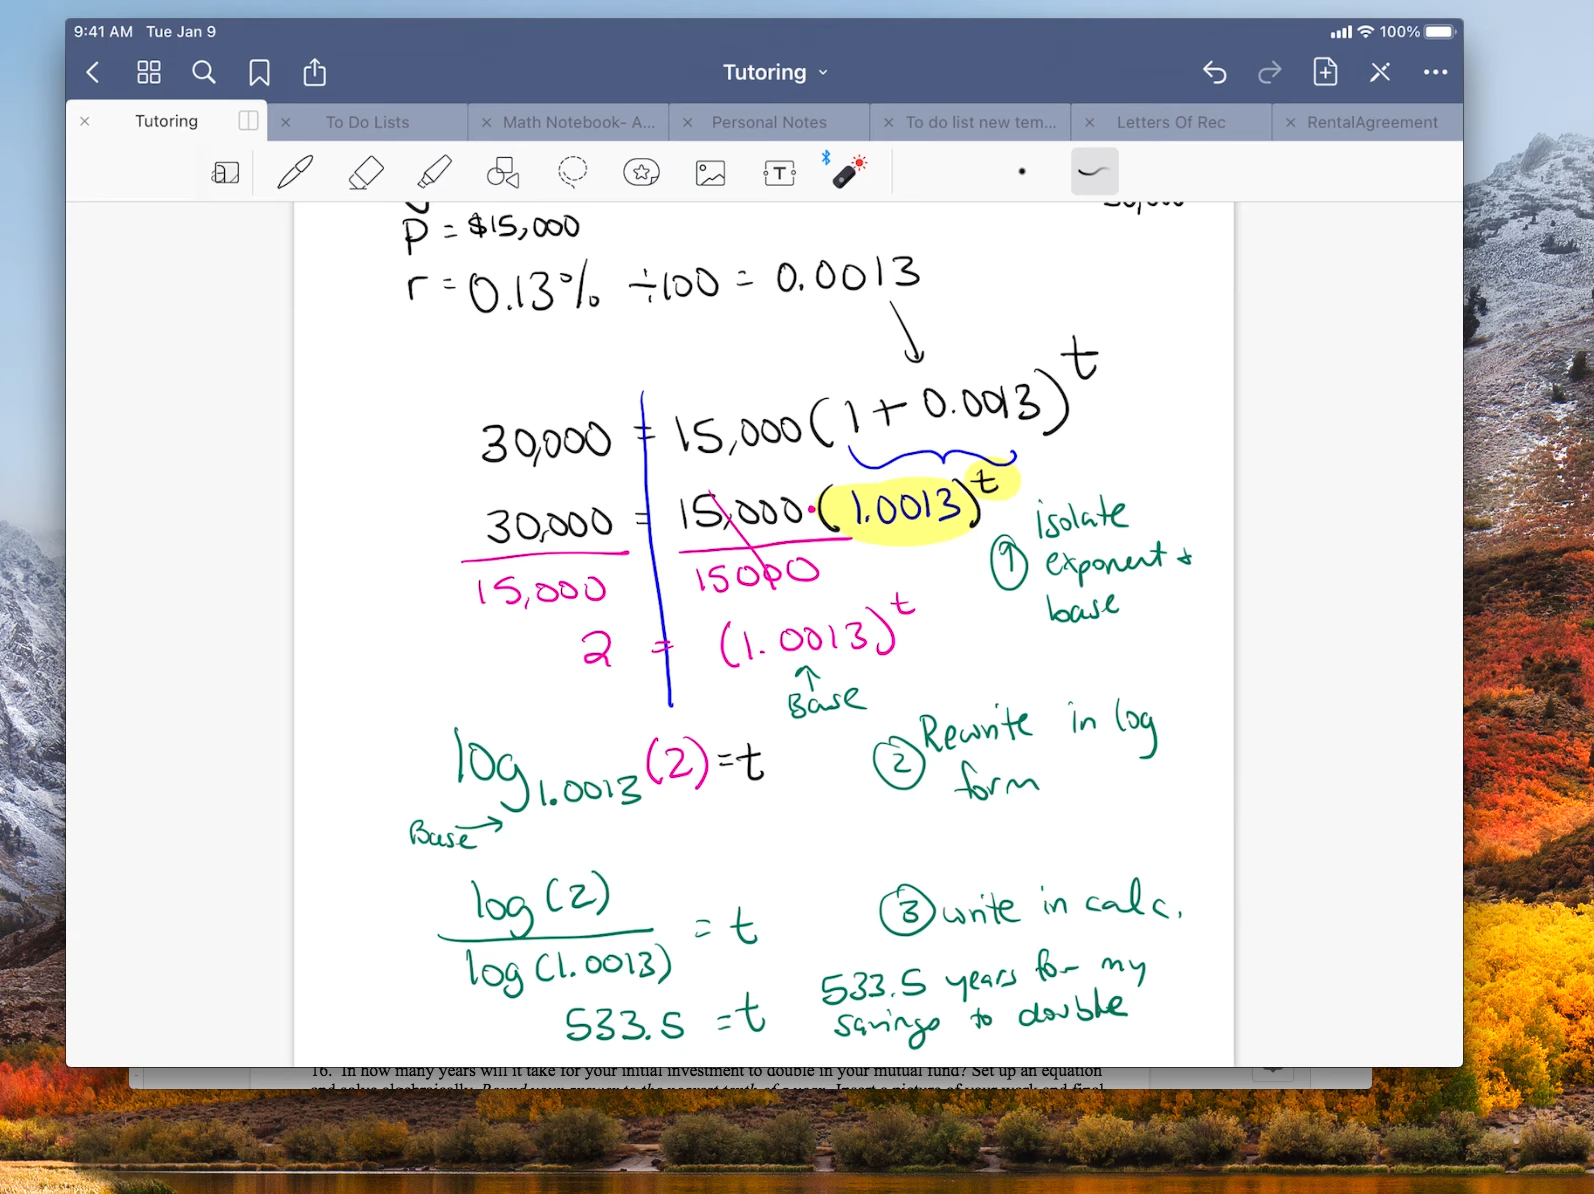 9:41 AM Tue Jan 9
100%
Tutoring
Tutoring
To Do Lists
Math Notebook- A...
Personal Notes
To do list new tem...
Letters Of Rec
RentalAgreement
T
P = $15,000
r = 0.13% ÷100 = 0.0013
30,000 = 15,000(1 + 0.0013)^t
30,000 = 15,000·(1.0013)^t
15,000 15000
① isolate
exponent &
base
2 = (1.0013)^t
↑
Base
log 1.0013 (2) = t
Base →
② Rewrite in log
form
log(2)
log(1.0013) = t
③ write in calc.
533.5 = t
533.5 years for my
savings to double
16. In how many years will it take for your initial investment to double in your mutual fund? Set up an equation